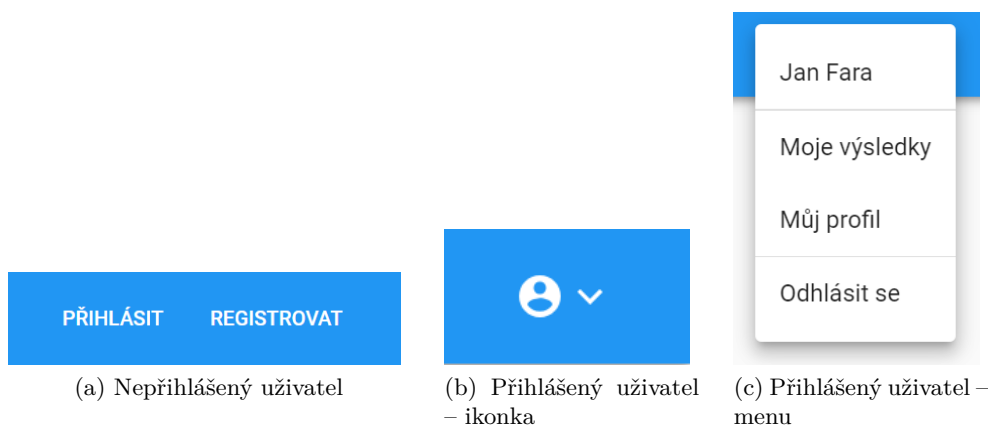 PŘIHLÁSIT REGISTROVAT
(a) Nepřihlášený uživatel
(b) Přihlášený uživatel
– ikonka
Jan Fara
Moje výsledky
Můj profil
Odhlásit se
(c) Přihlášený uživatel –
menu